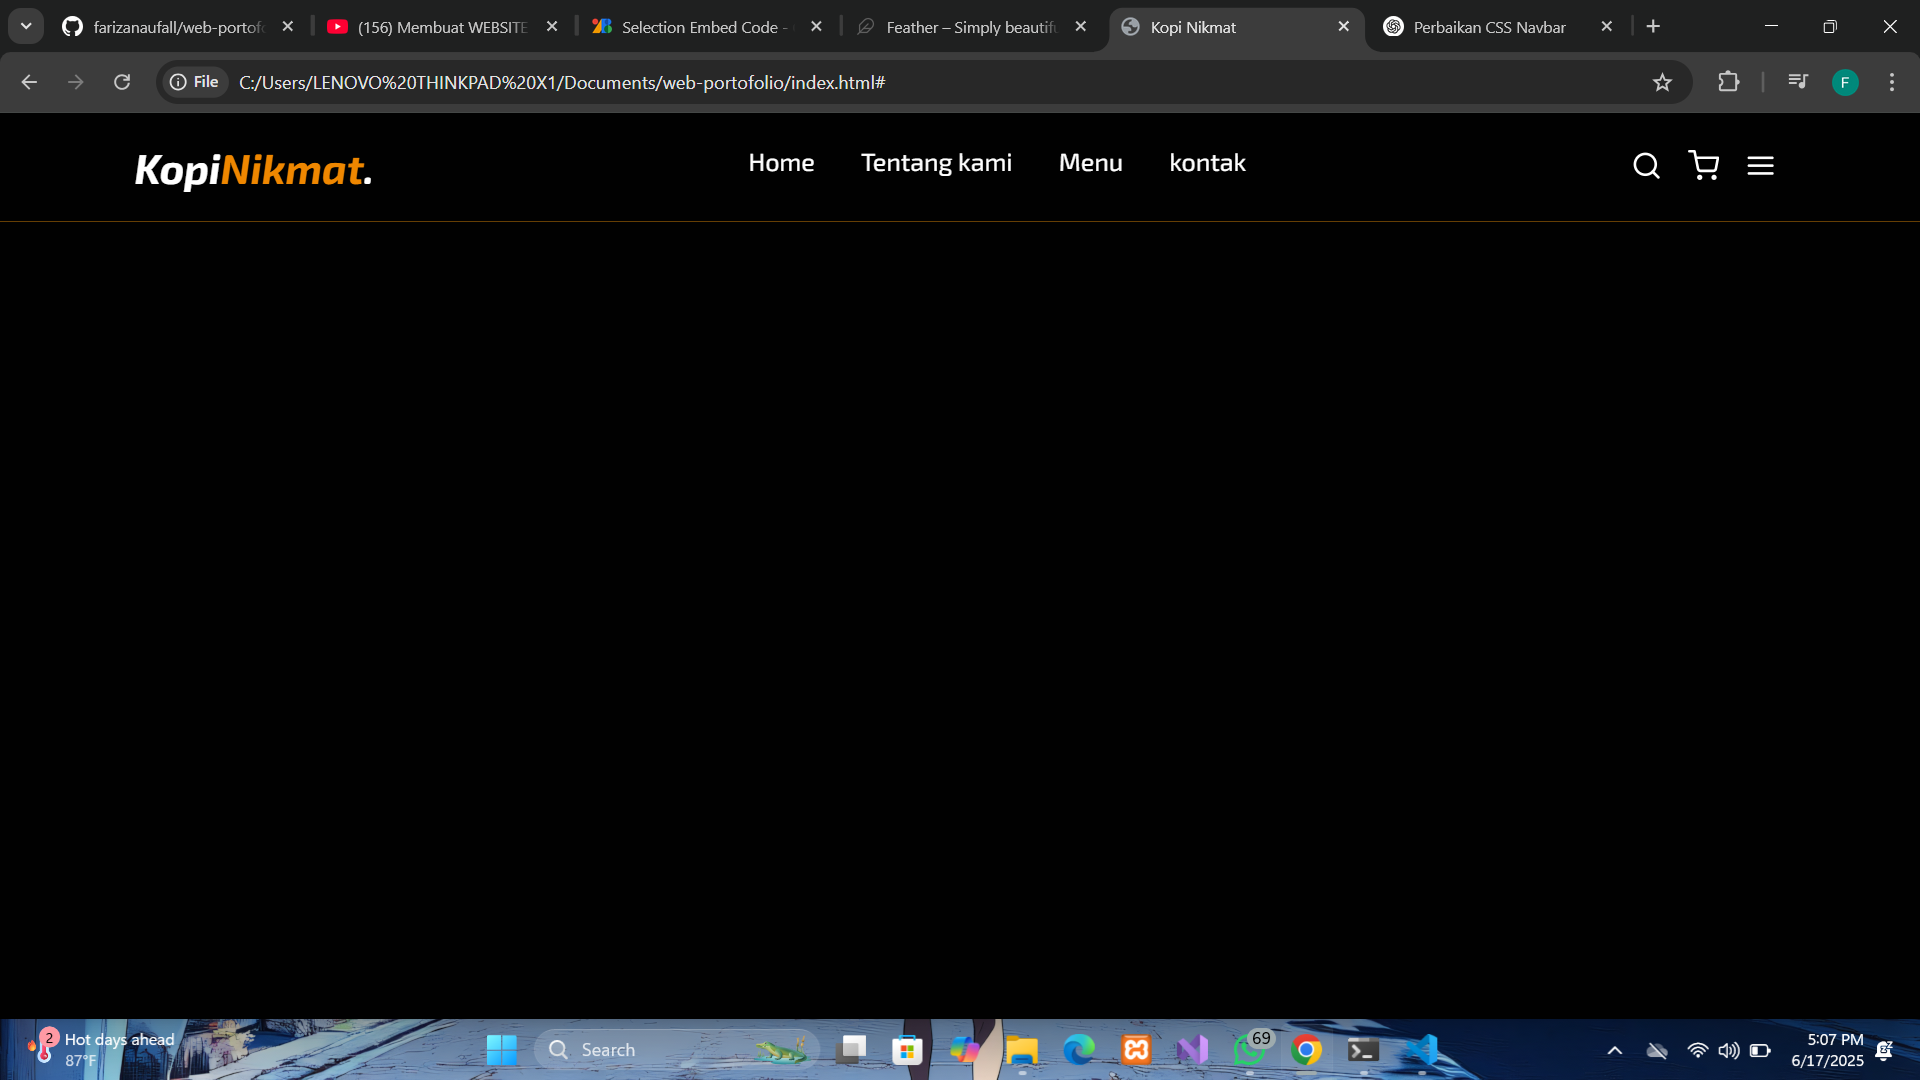 farizanaufall/web-portofo
(156) Membuat WEBSITE
Selection Embed Code -
Feather – Simply beautifu
Kopi Nikmat
Perbaikan CSS Navbar
File
C:/Users/LENOVO%20THINKPAD%20X1/Documents/web-portofolio/index.html#
F
KopiNikmat.
Home
Tentang kami
Menu
kontak
2
Hot days ahead
87°F
Search
69
5:07 PM
6/17/2025